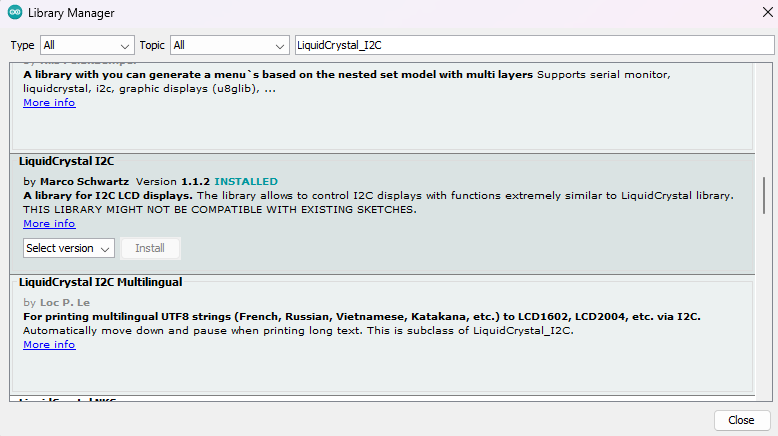 Library Manager
Type All Topic All LiquidCrystal_I2C
A library with you can generate a menu`s based on the nested set model with multi layers Supports serial monitor,
liquidcrystal, i2c, graphic displays (u8glib), ...
More info
LiquidCrystal I2C
by Marco Schwartz Version 1.1.2 INSTALLED
A library for I2C LCD displays. The library allows to control I2C displays with functions extremely similar to LiquidCrystal library.
THIS LIBRARY MIGHT NOT BE COMPATIBLE WITH EXISTING SKETCHES.
More info
Select version Install
LiquidCrystal I2C Multilingual
by Loc P. Le
For printing multilingual UTF8 strings (French, Russian, Vietnamese, Katakana, etc.) to LCD1602, LCD2004, etc. via I2C.
Automatically move down and pause when printing long text. This is subclass of LiquidCrystal_I2C.
More info
Close